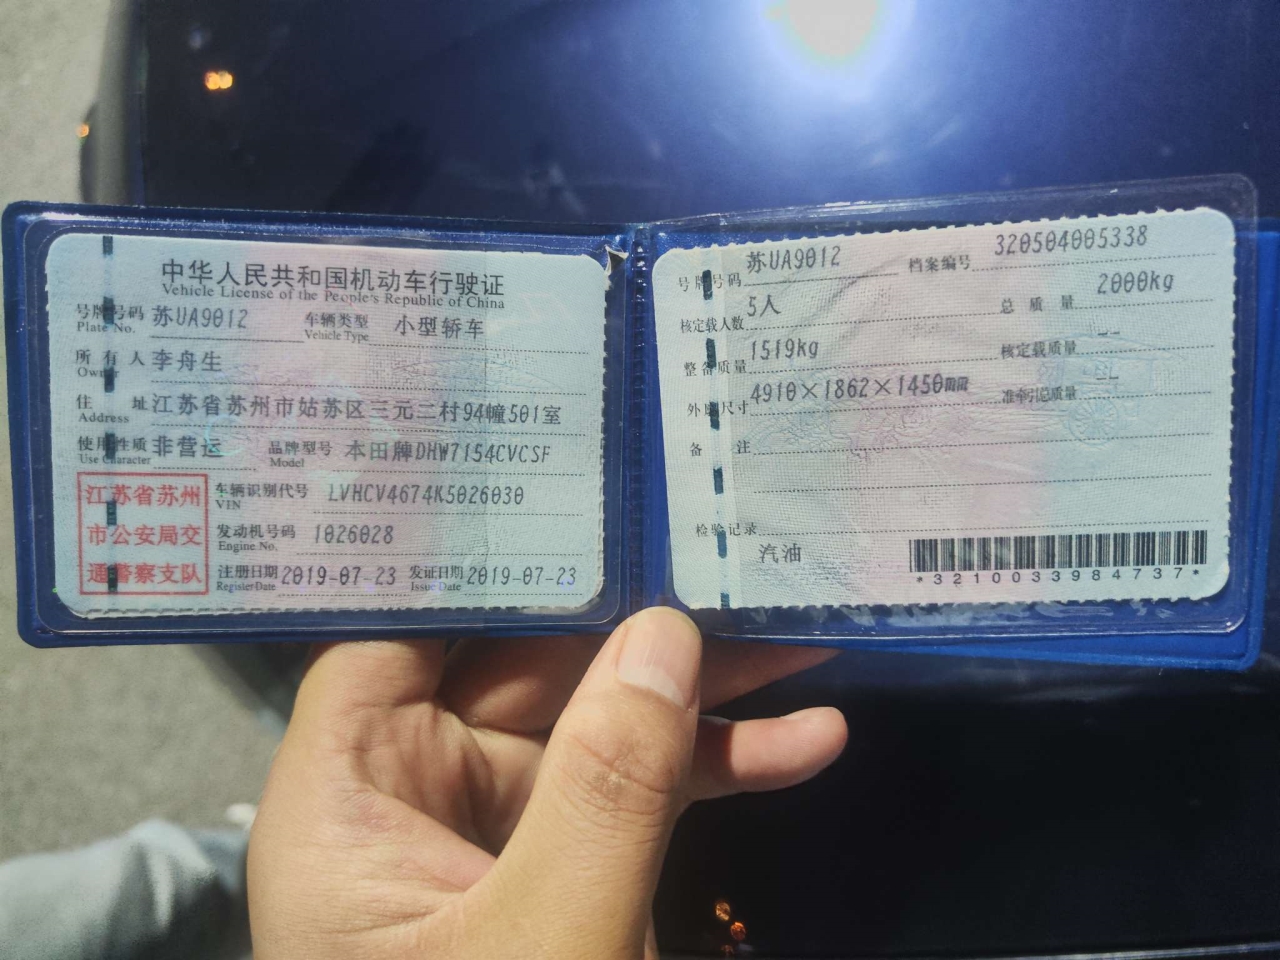 中华人民共和国机动车行驶证
Vehicle License of the People's Republic of China
号牌号码 苏UA9012 车辆类型 小型轿车
Plate No. Vehicle Type
所有人 李舟生
Owner
住址 江苏省苏州市姑苏区三元二村94幢501室
Address
使用性质 非营运 品牌型号 本田牌DHW7154CVCSF
Use Character Model
江苏省苏州
市公安局交
通警察支队
车辆识别代号 LVHCV4674K5026030
VIN
发动机号码 1026028
Engine No.
注册日期 2019-07-23 发证日期 2019-07-23
Register Date Issue Date
号牌号码 苏UA9012 档案编号 320504005338
核定载人数 5人 总质量 2000kg
整备质量 1519kg 核定载质量 --
外廓尺寸 4910×1862×1450mm 准牵引总质量 --
备注
检验记录
汽油
*3210033984737*